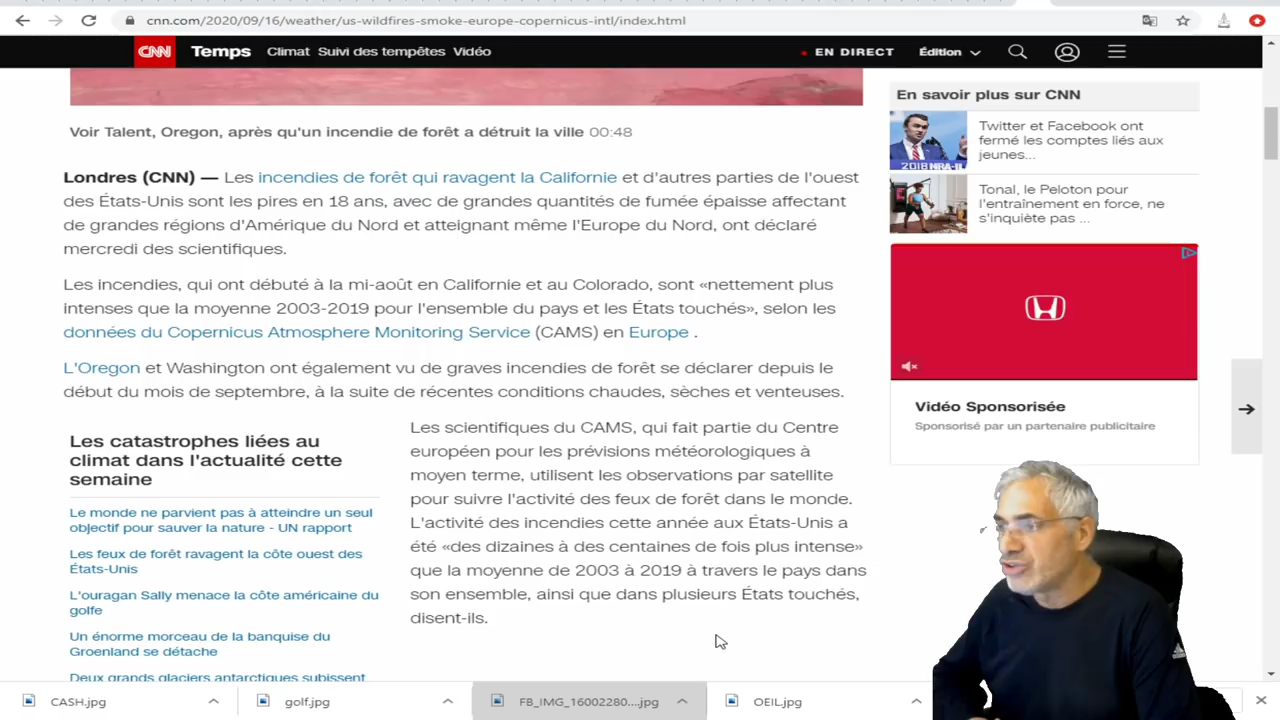 cnn.com/2020/09/16/weather/us-wildfires-smoke-europe-copernicus-intl/index.html
CNN Temps Climat Suivi des tempêtes Vidéo EN DIRECT Édition
Voir Talent, Oregon, après qu'un incendie de forêt a détruit la ville 00:48
Londres (CNN) — Les incendies de forêt qui ravagent la Californie et d'autres parties de l'ouest
des États-Unis sont les pires en 18 ans, avec de grandes quantités de fumée épaisse affectant
de grandes régions d'Amérique du Nord et atteignant même l'Europe du Nord, ont déclaré
mercredi des scientifiques.
Les incendies, qui ont débuté à la mi-août en Californie et au Colorado, sont «nettement plus
intenses que la moyenne 2003-2019 pour l'ensemble du pays et les États touchés», selon les
données du Copernicus Atmosphere Monitoring Service (CAMS) en Europe .
L'Oregon et Washington ont également vu de graves incendies de forêt se déclarer depuis le
début du mois de septembre, à la suite de récentes conditions chaudes, sèches et venteuses.
Les catastrophes liées au
climat dans l'actualité cette
semaine
Le monde ne parvient pas à atteindre un seul
objectif pour sauver la nature - UN rapport
Les feux de forêt ravagent la côte ouest des
États-Unis
L'ouragan Sally menace la côte américaine du
golfe
Un énorme morceau de la banquise du
Groenland se détache
Deux grands glaciers antarctiques subissent
Les scientifiques du CAMS, qui fait partie du Centre
européen pour les prévisions météorologiques à
moyen terme, utilisent les observations par satellite
pour suivre l'activité des feux de forêt dans le monde.
L'activité des incendies cette année aux États-Unis a
été «des dizaines à des centaines de fois plus intense»
que la moyenne de 2003 à 2019 à travers le pays dans
son ensemble, ainsi que dans plusieurs États touchés,
disent-ils.
En savoir plus sur CNN
Twitter et Facebook ont
fermé les comptes liés aux
jeunes...
2018 NRA-IL
Tonal, le Peloton pour
l'entraînement en force, ne
s'inquiète pas ...
Vidéo Sponsorisée
Sponsorisé par un partenaire publicitaire
CASH.jpg
golf.jpg
FB_IMG_16002280....jpg
OEIL.jpg